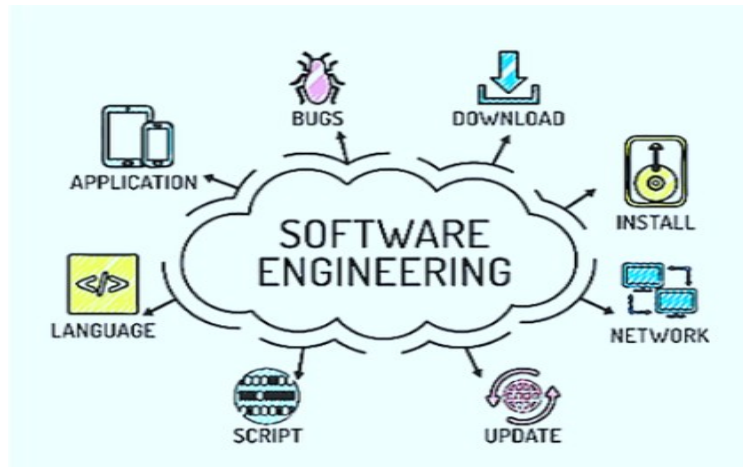 BUGS
DOWNLOAD
APPLICATION
INSTALL
SOFTWARE
ENGINEERING
</>
LANGUAGE
NETWORK
SCRIPT
UPDATE